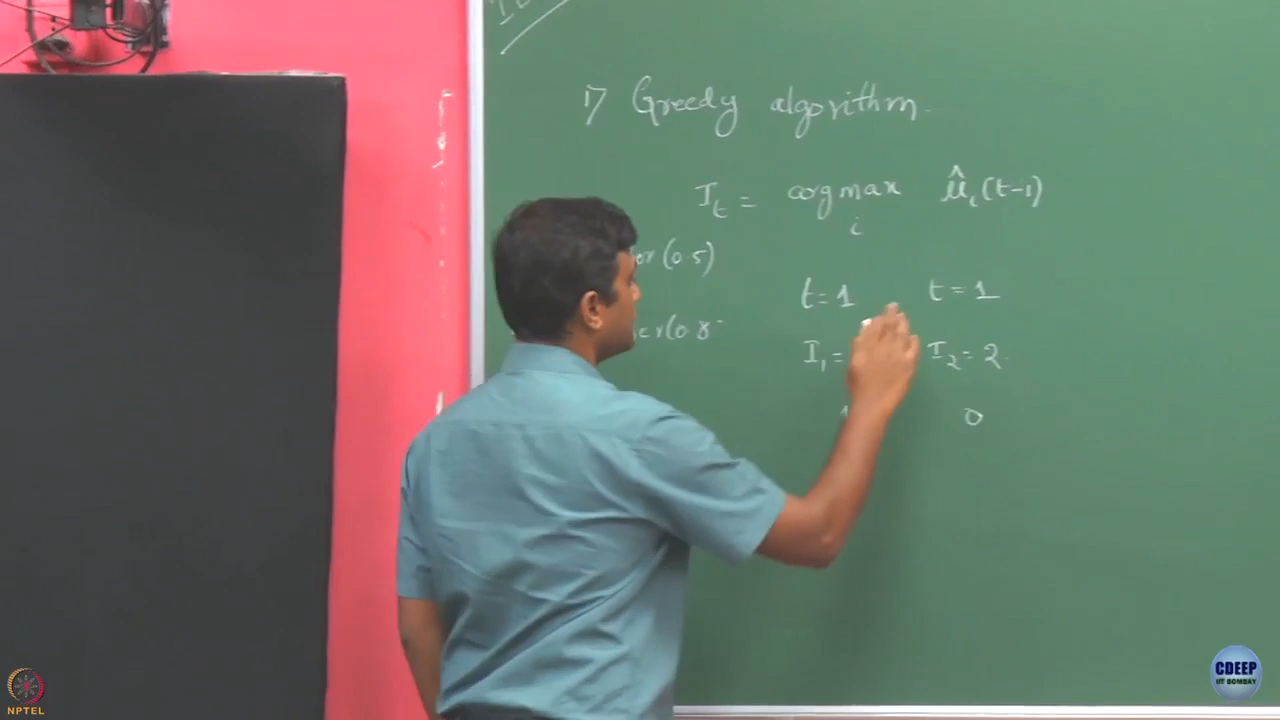 1) Greedy algorithm.
I_t = argmax_i μ̂_i(t-1)
er(0.5)
er(0.8
t=1 t=1
I_1= I_2=2
0
CDEEP
IIT BOMBAY
NPTEL